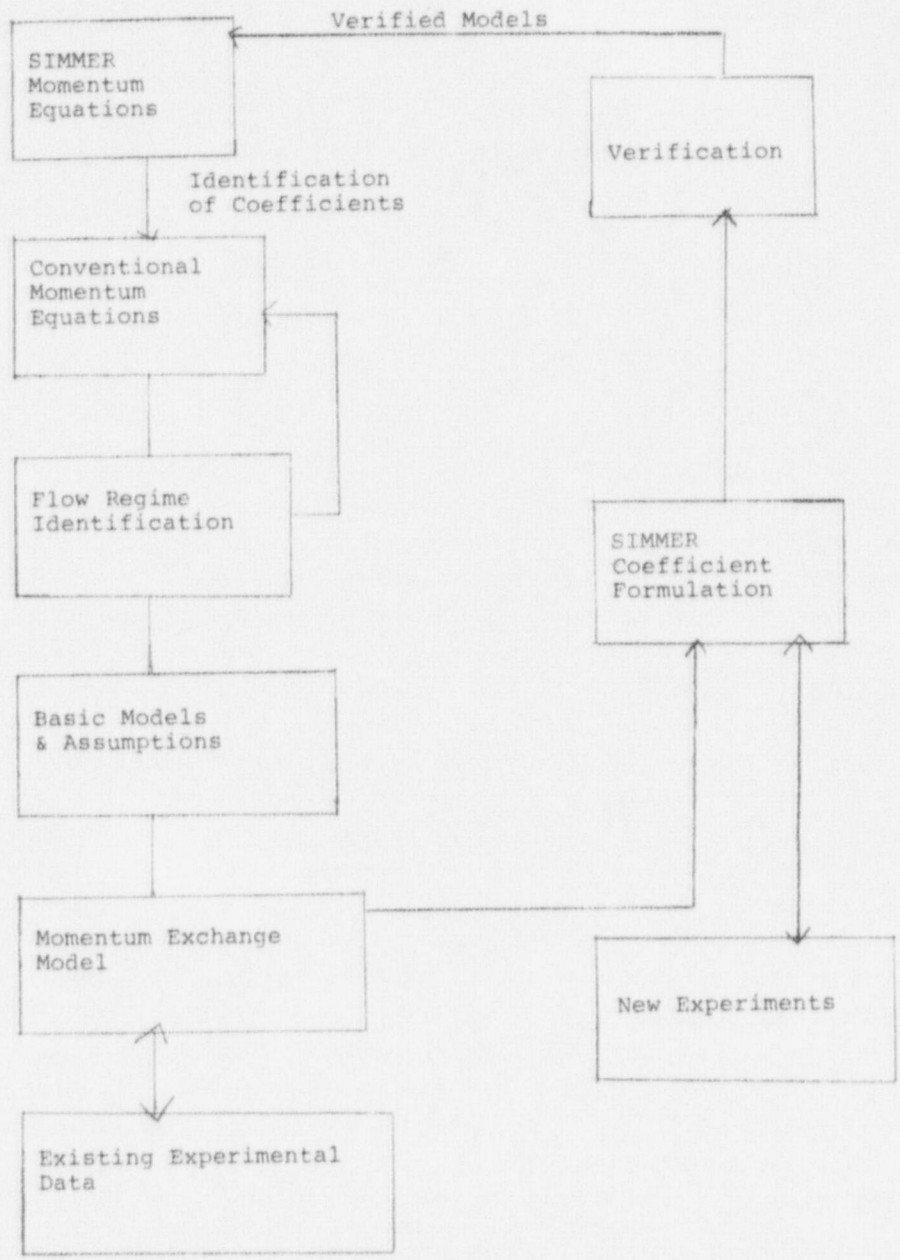 Verified Models
SIMMER
Momentum
Equations
Verification
Identification
of Coefficients
Conventional
Momentum
Equations
Flow Regime
Identification
SIMMER
Coefficient
Formulation
Basic Models
& Assumptions
Momentum Exchange
Model
New Experiments
Existing Experimental
Data